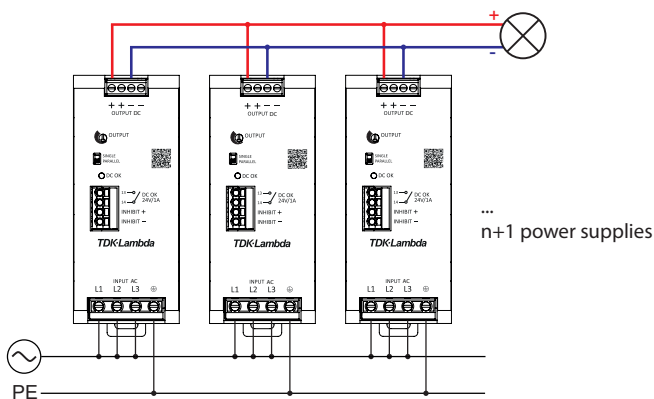 +
-
+ + − −
OUTPUT DC
OUTPUT
SINGLE
PARALLEL
DC OK
13
14
DC OK
24V/1A
INHIBIT +
INHIBIT −
TDK·Lambda
INPUT AC
L1 L2 L3
+ + − −
OUTPUT DC
OUTPUT
SINGLE
PARALLEL
DC OK
13
14
DC OK
24V/1A
INHIBIT +
INHIBIT −
TDK·Lambda
INPUT AC
L1 L2 L3
+ + − −
OUTPUT DC
OUTPUT
SINGLE
PARALLEL
DC OK
13
14
DC OK
24V/1A
INHIBIT +
INHIBIT −
TDK·Lambda
INPUT AC
L1 L2 L3
...
n+1 power supplies
PE